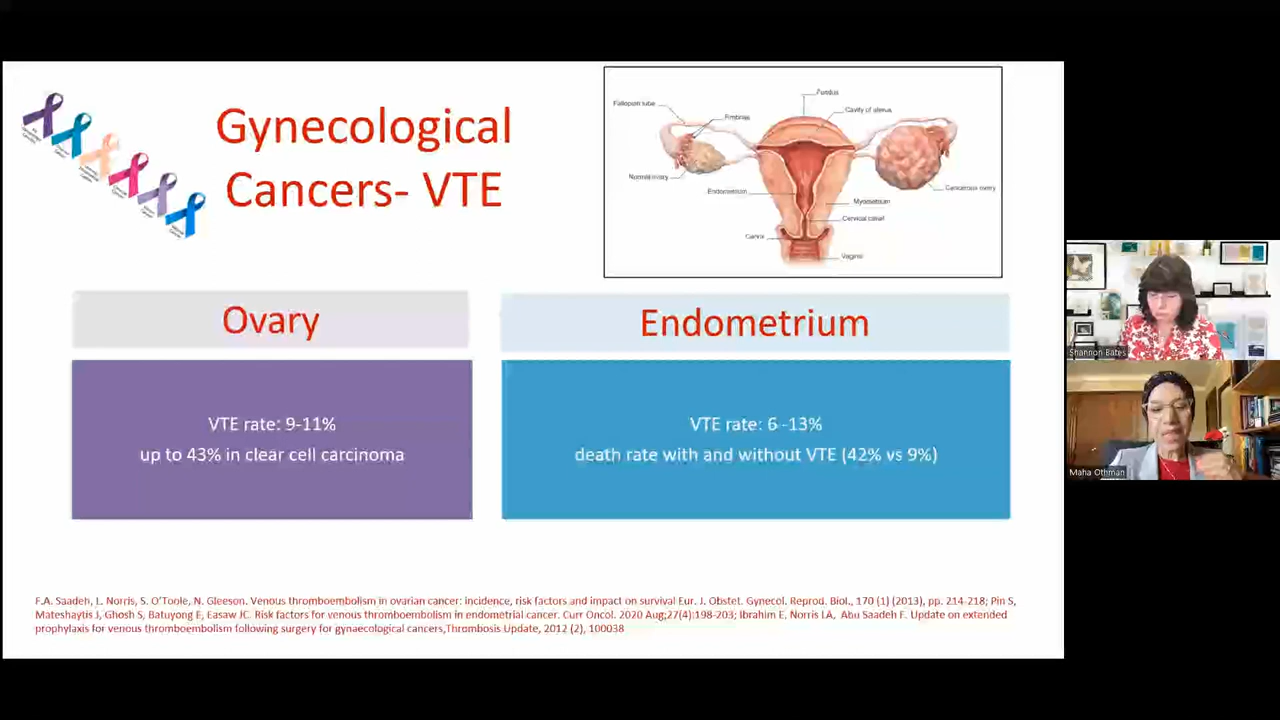 Gynecological
Cancers- VTE
Fundus
Fallopian tube
Cavity of uterus
Fimbriae
Normal ovary
Cancerous ovary
Endometrium
Myometrium
Cervical canal
Cervix
Vagina
Ovary
Endometrium
VTE rate: 9-11%
up to 43% in clear cell carcinoma
VTE rate: 6 -13%
death rate with and without VTE (42% vs 9%)
F.A. Saadeh, L. Norris, S. O'Toole, N. Gleeson. Venous thromboembolism in ovarian cancer: incidence, risk factors and impact on survival Eur. J. Obstet. Gynecol. Reprod. Biol., 170 (1) (2013), pp. 214-218; Pin S,
Mateshaytis J, Ghosh S, Batuyong E, Easaw JC. Risk factors for venous thromboembolism in endometrial cancer. Curr Oncol. 2020 Aug;27(4):198-203; Ibrahim E, Norris LA, Abu Saadeh F. Update on extended
prophylaxis for venous thromboembolism following surgery for gynaecological cancers,Thrombosis Update, 2012 (2), 100038
Shannon Bates
Maha Othman